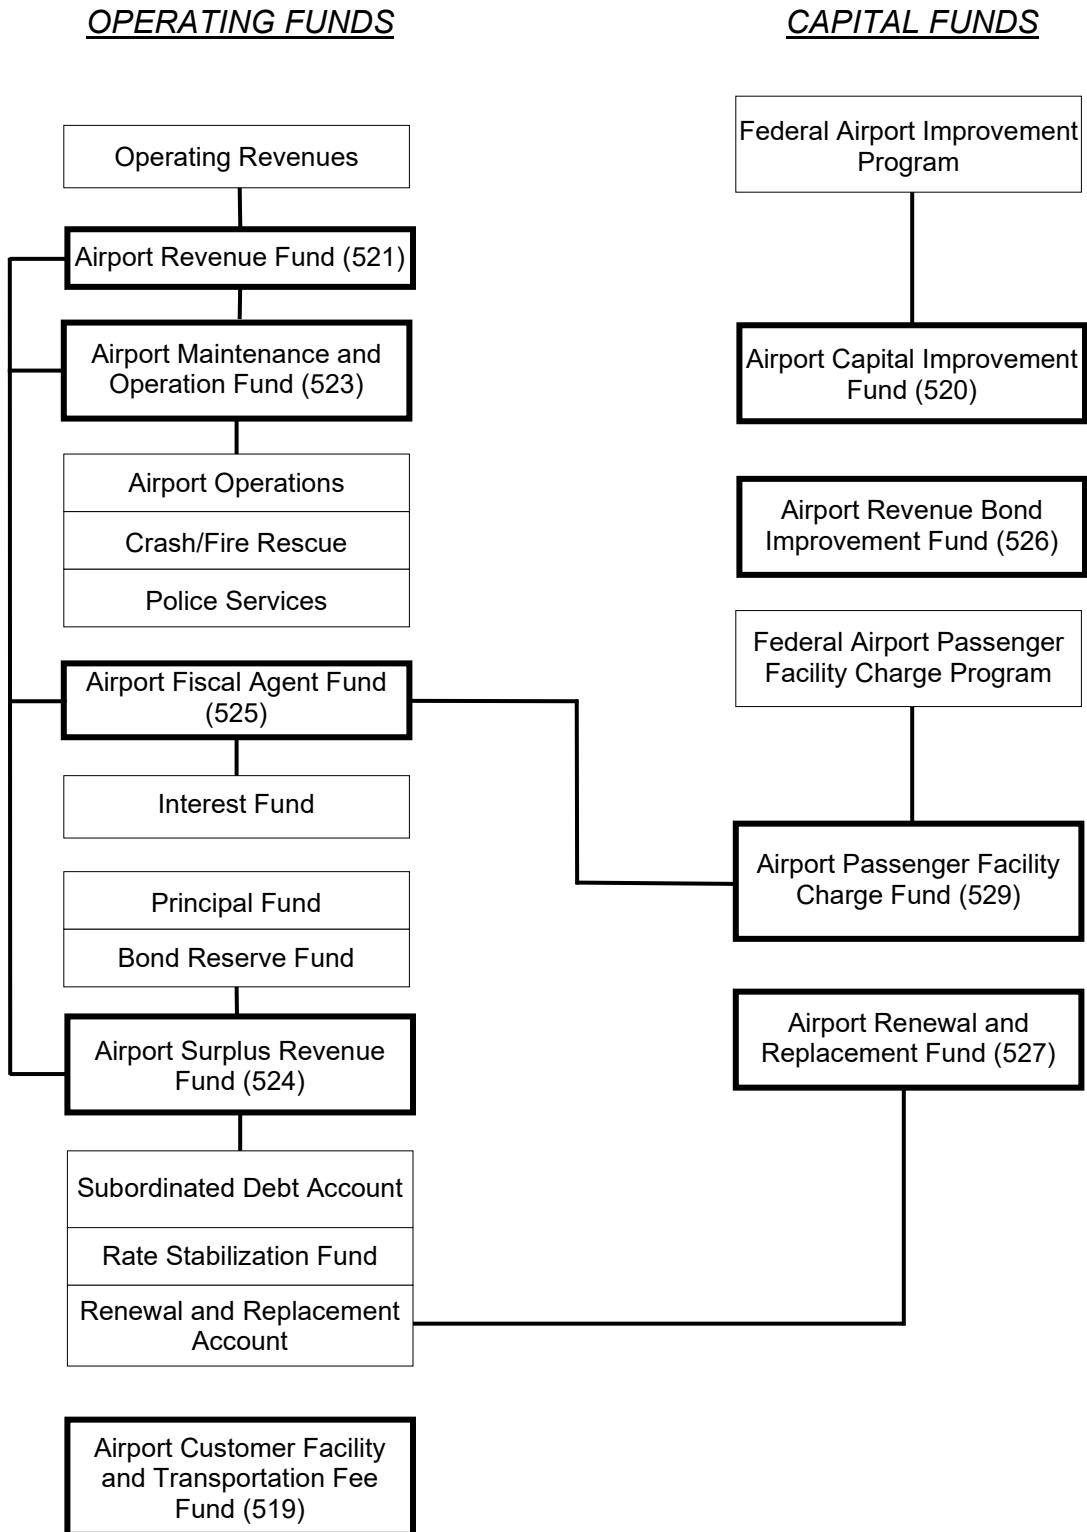 OPERATING FUNDS
Operating Revenues
Airport Revenue Fund (521)
Airport Maintenance and
Operation Fund (523)
Airport Operations
Crash/Fire Rescue
Police Services
Airport Fiscal Agent Fund
(525)
Interest Fund
Principal Fund
Bond Reserve Fund
Airport Surplus Revenue
Fund (524)
Subordinated Debt Account
Rate Stabilization Fund
Renewal and Replacement
Account
Airport Customer Facility
and Transportation Fee
Fund (519)
CAPITAL FUNDS
Federal Airport Improvement
Program
Airport Capital Improvement
Fund (520)
Airport Revenue Bond
Improvement Fund (526)
Federal Airport Passenger
Facility Charge Program
Airport Passenger Facility
Charge Fund (529)
Airport Renewal and
Replacement Fund (527)